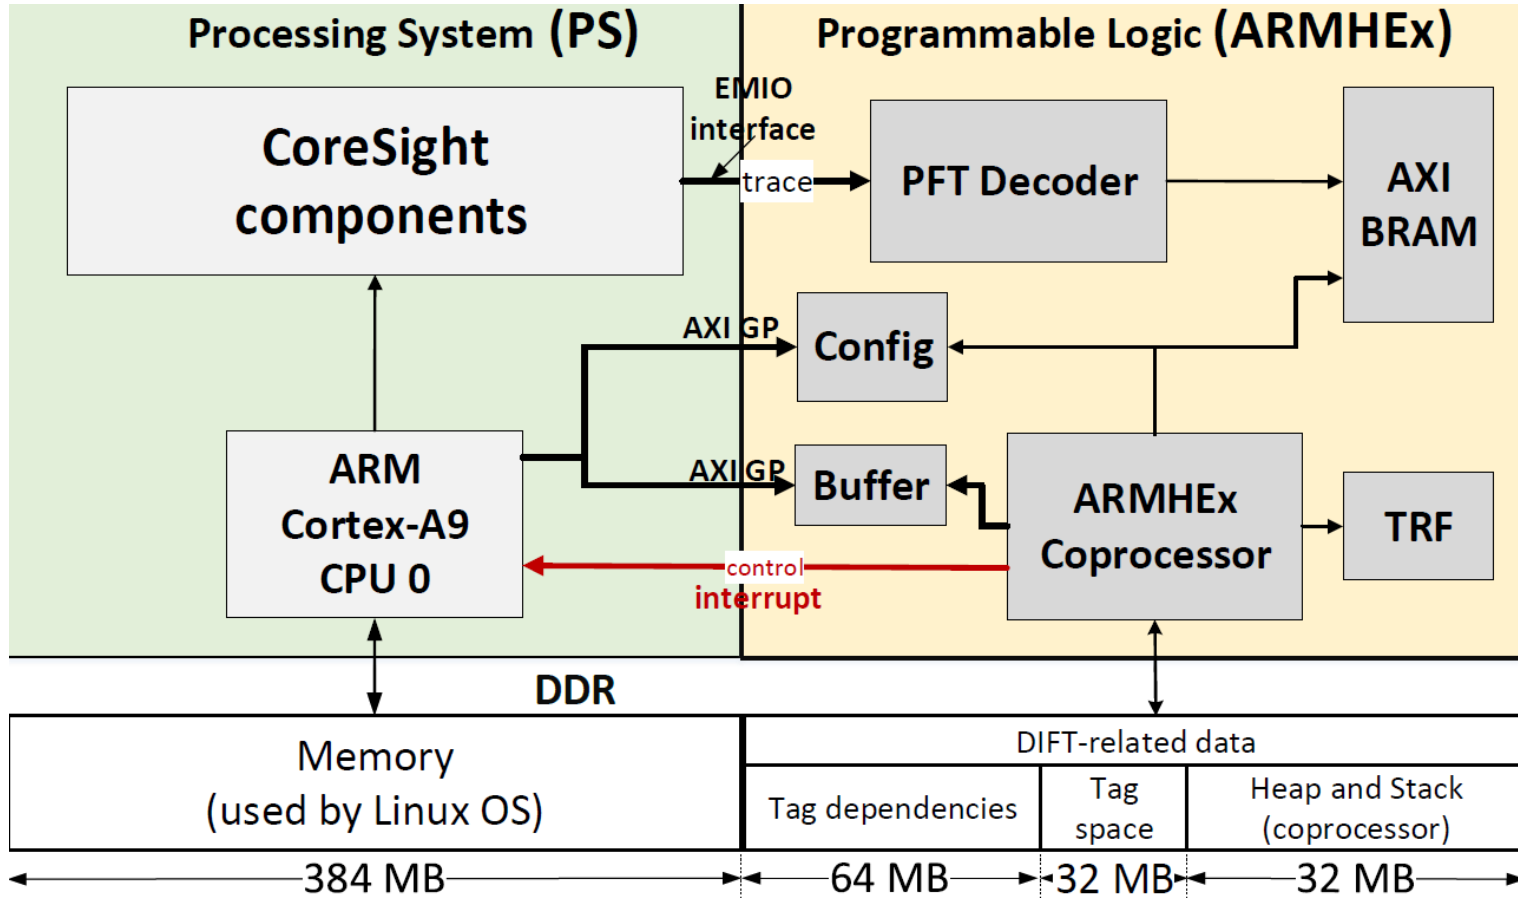 Processing System (PS)
Programmable Logic (ARMHEx)
EMIO
interface
CoreSight
components
trace
PFT Decoder
AXI
BRAM
AXI GP
Config
ARM
Cortex-A9
CPU 0
AXI GP
Buffer
ARMHEx
Coprocessor
TRF
control
interrupt
DDR
Memory
(used by Linux OS)
DIFT-related data
Tag dependencies
Tag
space
Heap and Stack
(coprocessor)
384 MB
64 MB
32 MB
32 MB